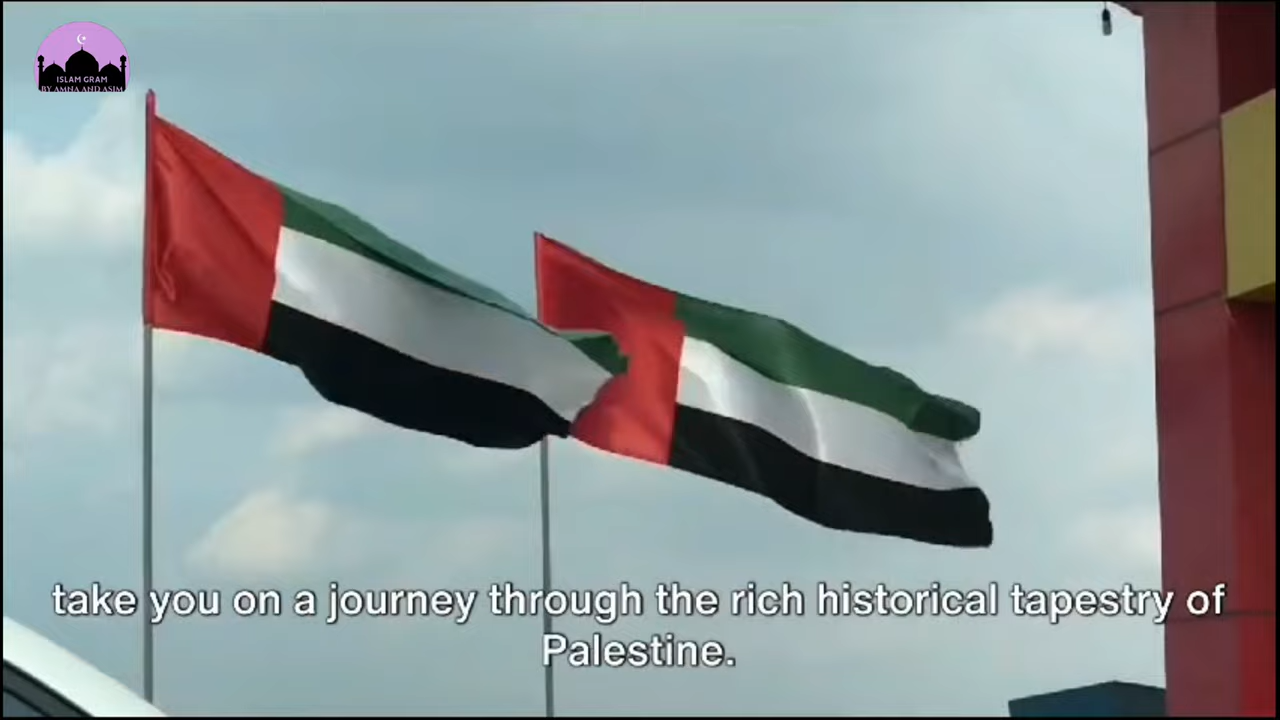 ISLAM GRAM
BY AMNA AND ASIM
take you on a journey through the rich historical tapestry of
Palestine.